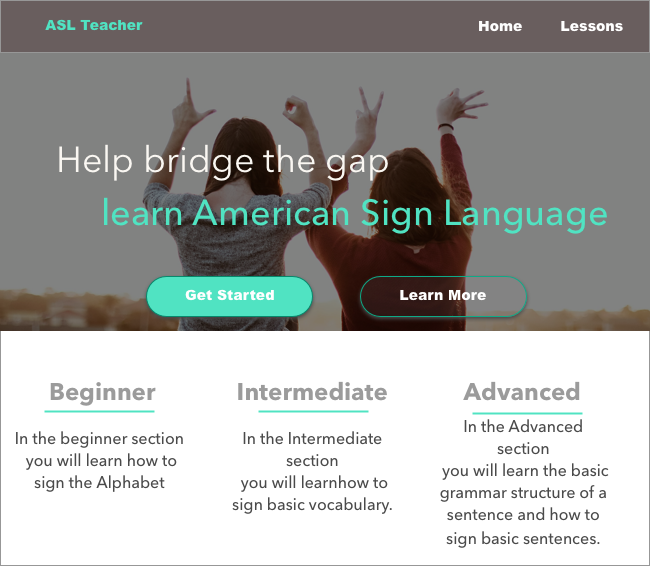 ASL Teacher
Home
Lessons
Help bridge the gap
learn American Sign Language
Get Started
Learn More
Beginner
In the beginner section
you will learn how to
sign the Alphabet
Intermediate
In the Intermediate
section
you will learnhow to
sign basic vocabulary.
Advanced
In the Advanced
section
you will learn the basic
grammar structure of a
sentence and how to
sign basic sentences.